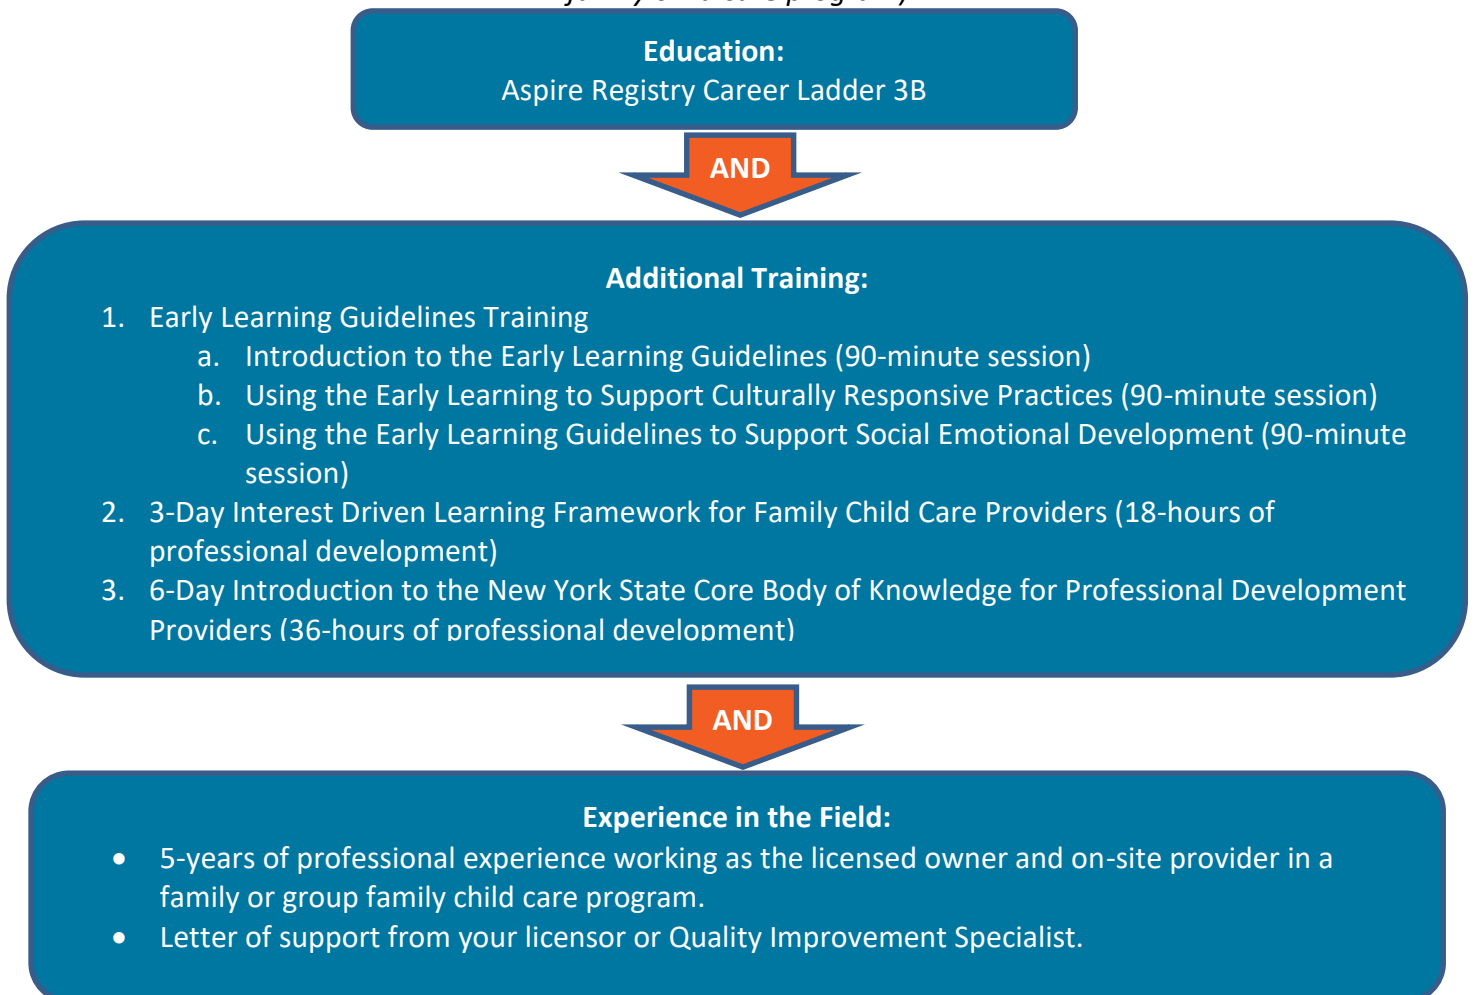 Education:
Aspire Registry Career Ladder 3B
AND
Additional Training:
1. Early Learning Guidelines Training
a. Introduction to the Early Learning Guidelines (90-minute session)
b. Using the Early Learning to Support Culturally Responsive Practices (90-minute session)
c. Using the Early Learning Guidelines to Support Social Emotional Development (90-minute
session)
2. 3-Day Interest Driven Learning Framework for Family Child Care Providers (18-hours of
professional development)
3. 6-Day Introduction to the New York State Core Body of Knowledge for Professional Development
Providers (36-hours of professional development)
AND
Experience in the Field:
• 5-years of professional experience working as the licensed owner and on-site provider in a
family or group family child care program.
• Letter of support from your licensor or Quality Improvement Specialist.